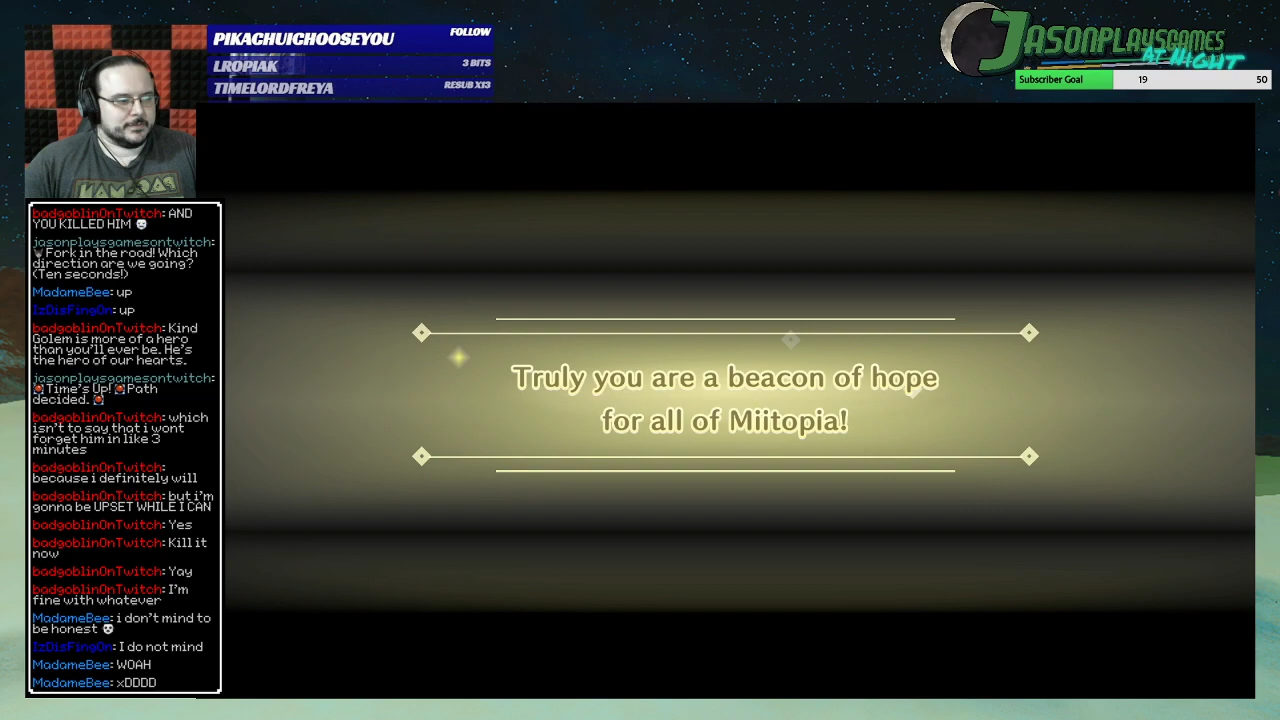 PIKACHUICHOOSEYOU
FOLLOW
LROPIAK
3 BITS
TIMELORDFREYA
RESUB X13
JASONPLAYSGAMES
AT NIGHT
Subscriber Goal
19
50
PAC-MAN
badgoblinOnTwitch: AND
YOU KILLED HIM
jasonplaysgamesontwitch:
Fork in the road! Which
direction are we going?
(Ten seconds!)
MadameBee: up
IzDisFingOn: up
badgoblinOnTwitch: Kind
Golem is more of a hero
than you'll ever be. He's
the hero of our hearts.
jasonplaysgamesontwitch:
Time's Up! Path
decided.
badgoblinOnTwitch: which
isn't to say that i wont
forget him in like 3
minutes
badgoblinOnTwitch:
because i definitely will
badgoblinOnTwitch: but i'm
gonna be UPSET WHILE I CAN
badgoblinOnTwitch: Yes
badgoblinOnTwitch: Kill it
now
badgoblinOnTwitch: Yay
badgoblinOnTwitch: I'm
fine with whatever
MadameBee: i don't mind to
be honest
IzDisFingOn: I do not mind
MadameBee: WOAH
MadameBee: xDDDD
Truly you are a beacon of hope
for all of Miitopia!